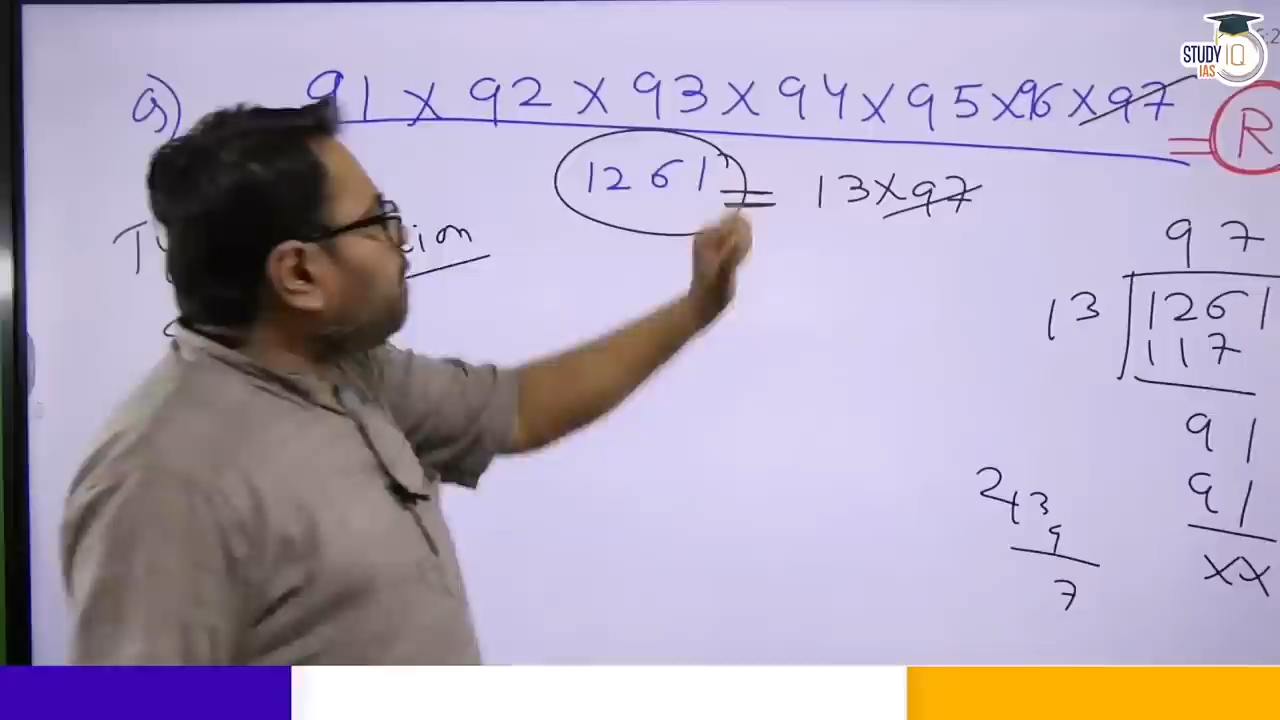 STUDY IQ
IAS
Q) 91 × 92 × 93 × 94 × 95 × 96 × 97
= R
1261 = 13 × 97
97
13 1261
117
91
91
××